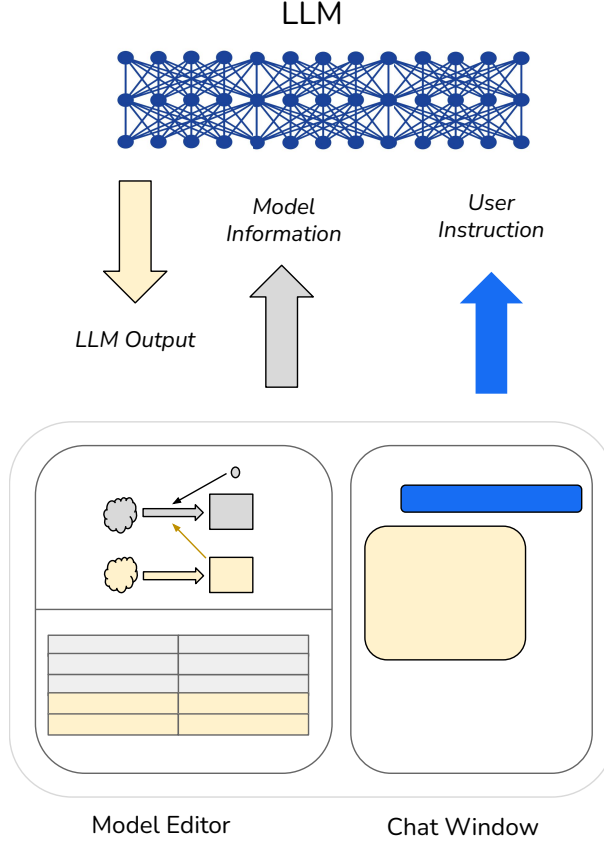 LLM
Model
Information
User
Instruction
LLM Output
Model Editor
Chat Window